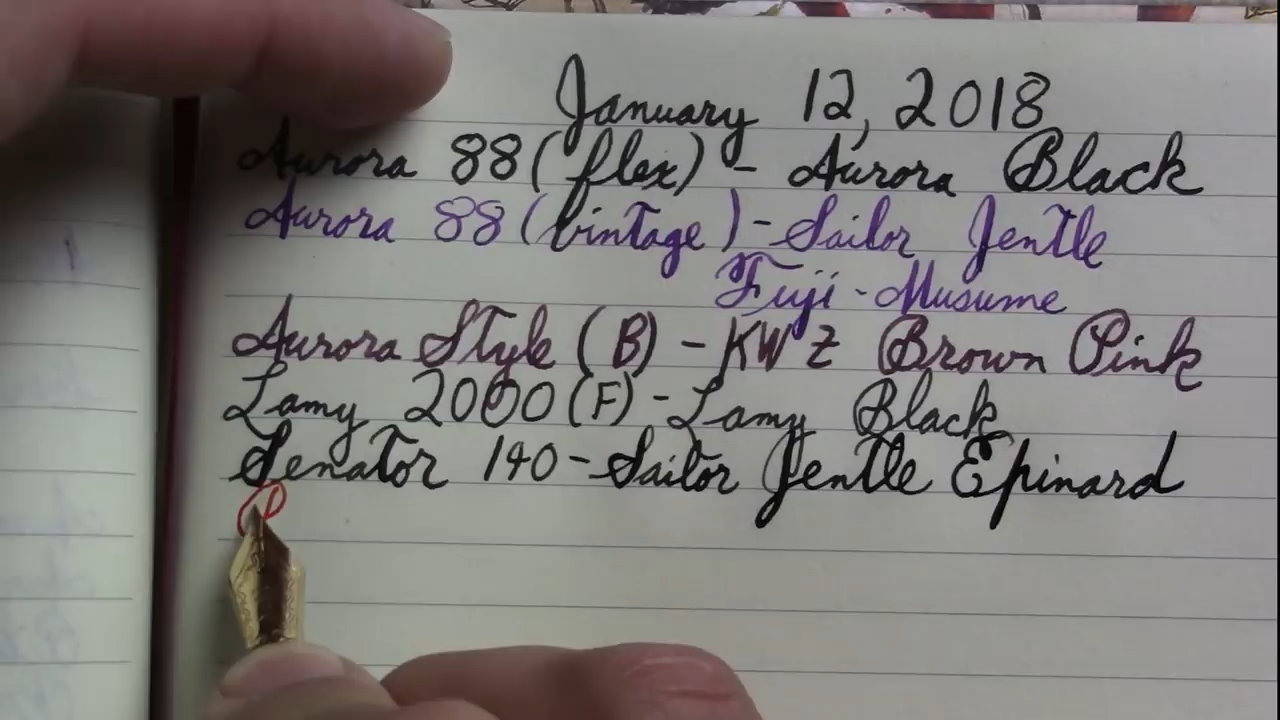 January 12, 2018
Aurora 88 (flex) - Aurora Black
Aurora 88 (vintage) - Sailor Jentle
Fuji-Musume
Aurora Style (B) - KWZ Brown Pink
Lamy 2000 (F) - Lamy Black
Senator 140 - Sailor Jentle Epinard